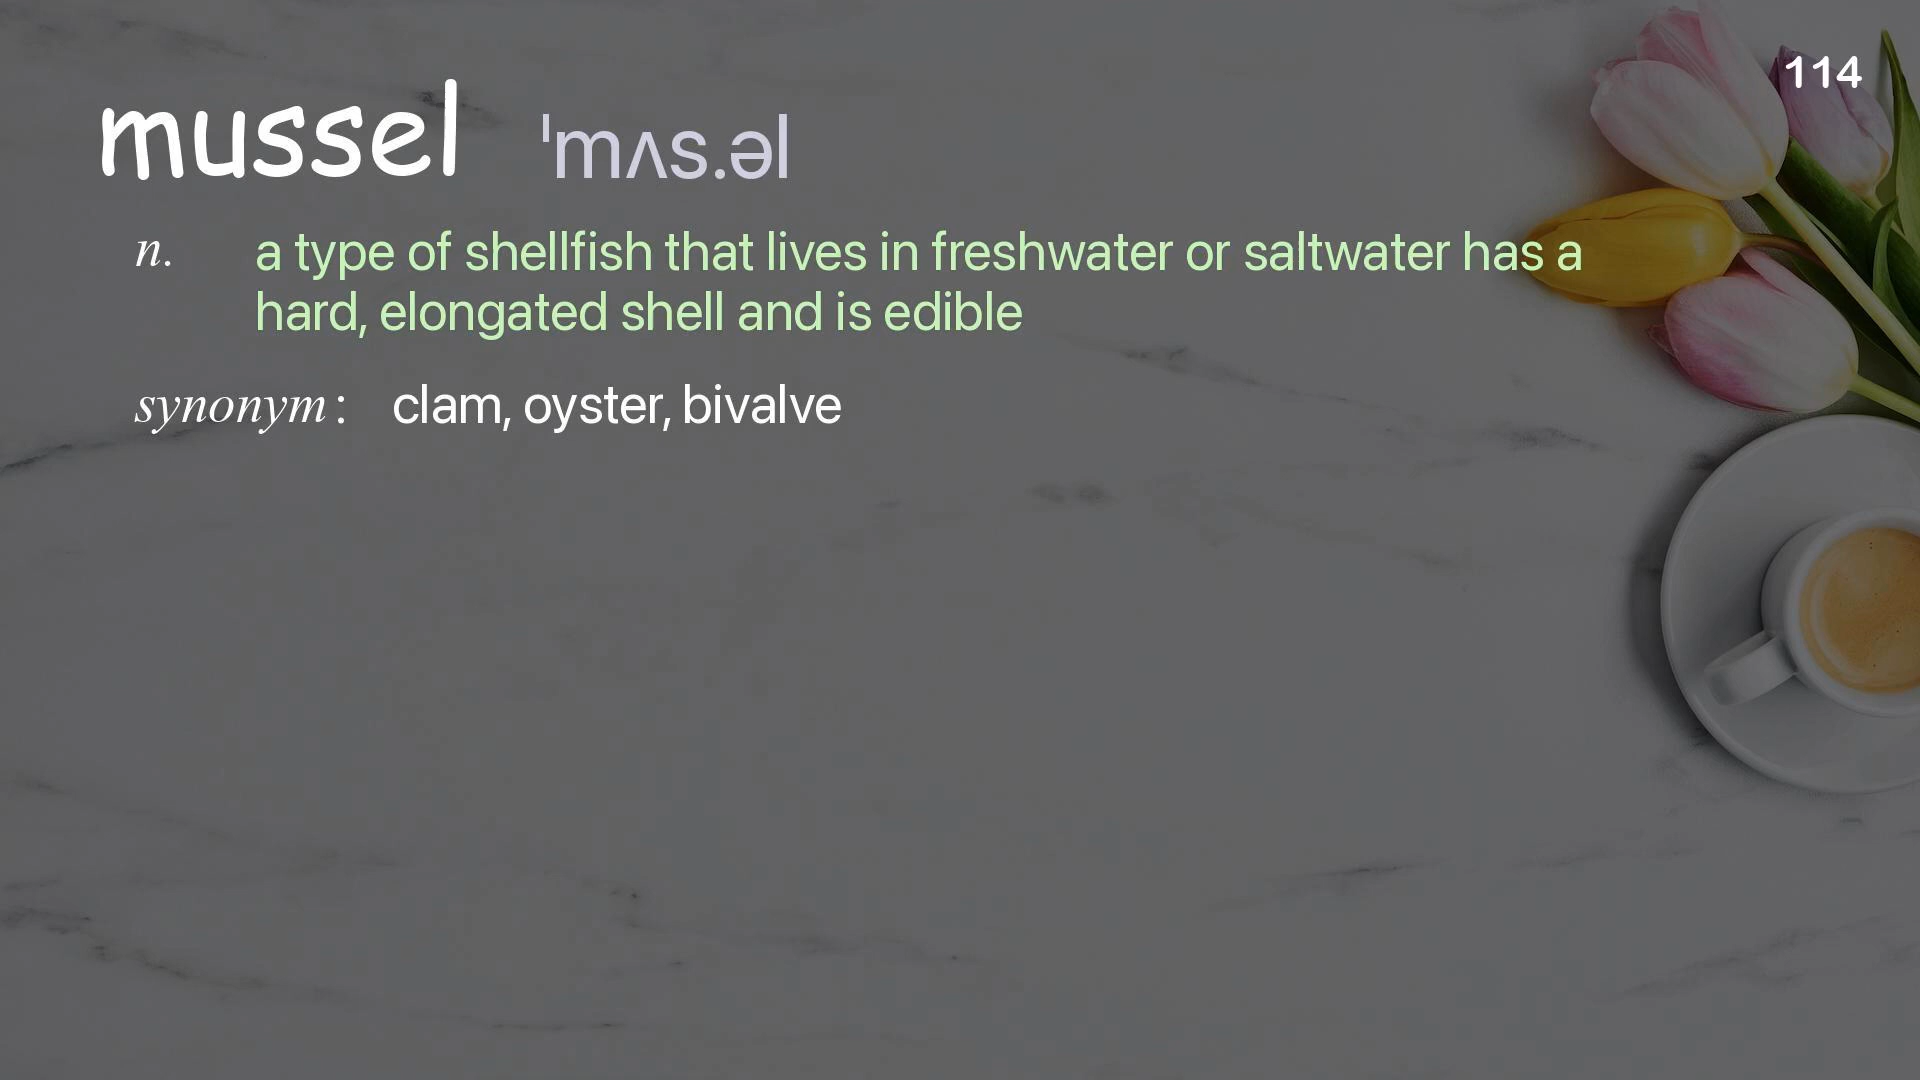 114
mussel ˈmʌs.əl
n. a type of shellfish that lives in freshwater or saltwater has a
hard, elongated shell and is edible
synonym: clam, oyster, bivalve